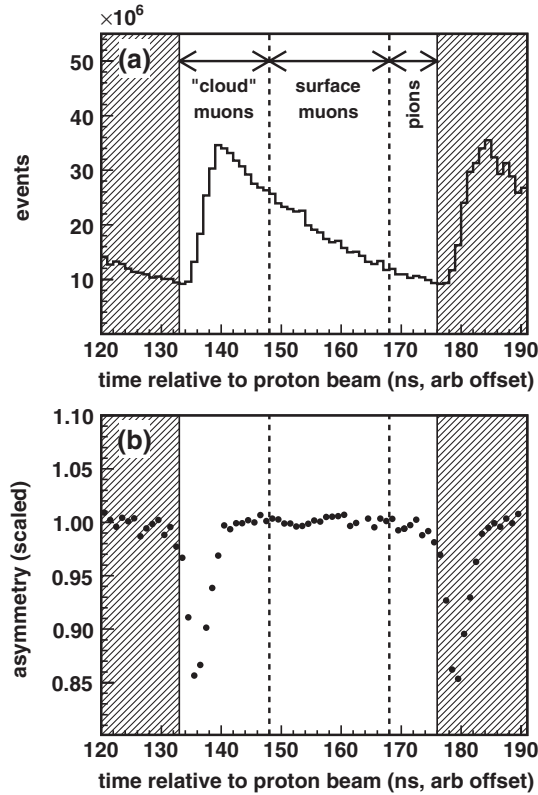 ×10⁶
50
40
30
20
10
events
(a)
"cloud"
muons
surface
muons
pions
120 130 140 150 160 170 180 190
time relative to proton beam (ns, arb offset)
1.10
1.05
1.00
0.95
0.90
0.85
asymmetry (scaled)
(b)
120 130 140 150 160 170 180 190
time relative to proton beam (ns, arb offset)